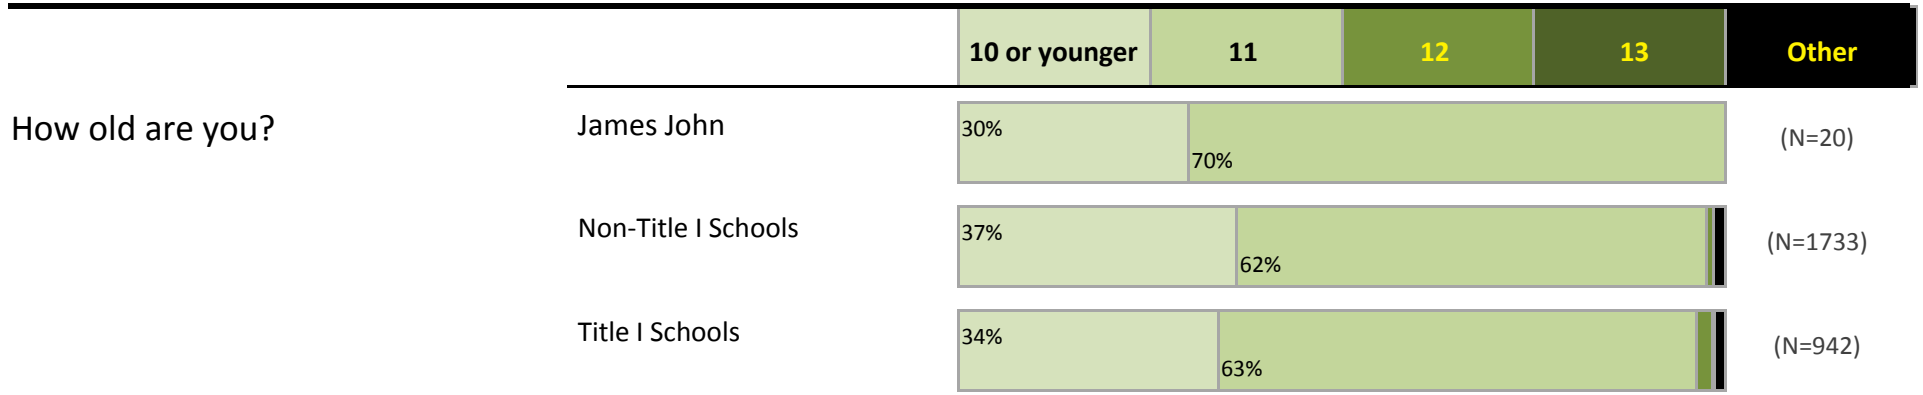 10 or younger 11 12 13 Other
How old are you?
James John
30%
70%
(N=20)
Non-Title I Schools
37%
62%
(N=1733)
Title I Schools
34%
63%
(N=942)